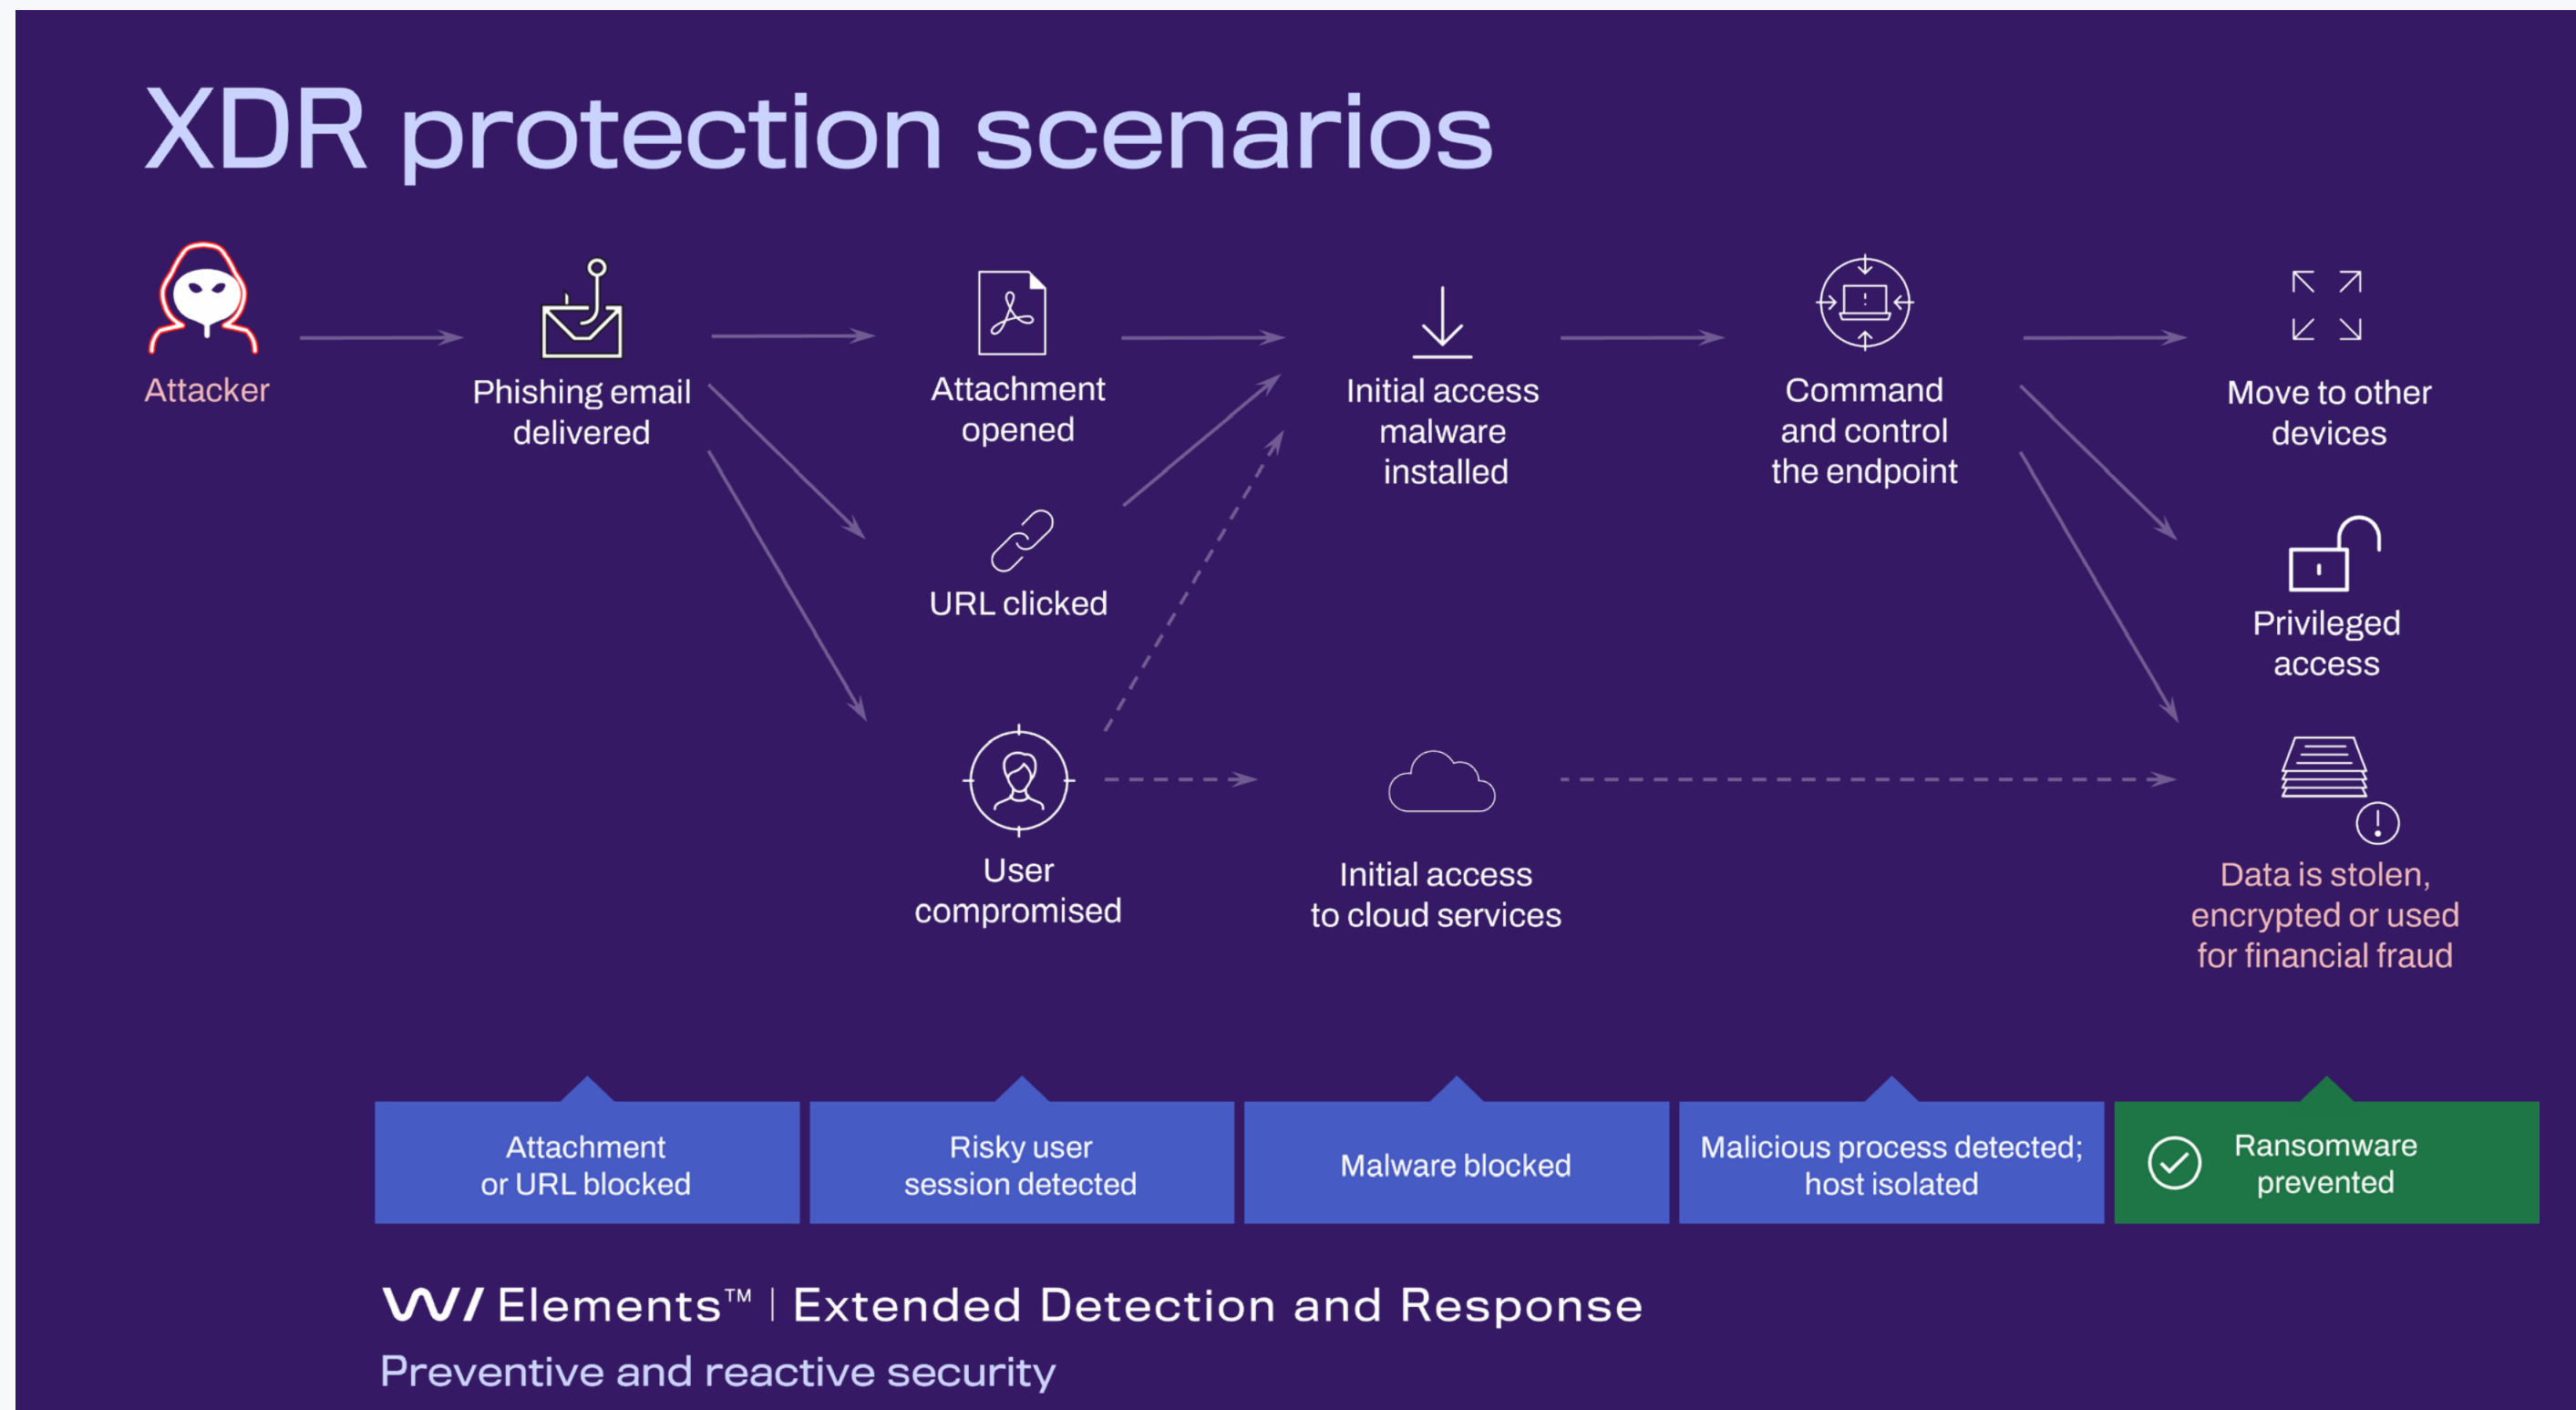 XDR protection scenarios
Attacker
Phishing email
delivered
Attachment
opened
Initial access
malware
installed
Command
and control
the endpoint
Move to other
devices
URL clicked
Privileged
access
User
compromised
Initial access
to cloud services
Data is stolen,
encrypted or used
for financial fraud
Attachment
or URL blocked
Risky user
session detected
Malware blocked
Malicious process detected;
host isolated
Ransomware
prevented
W/ Elements™ | Extended Detection and Response
Preventive and reactive security